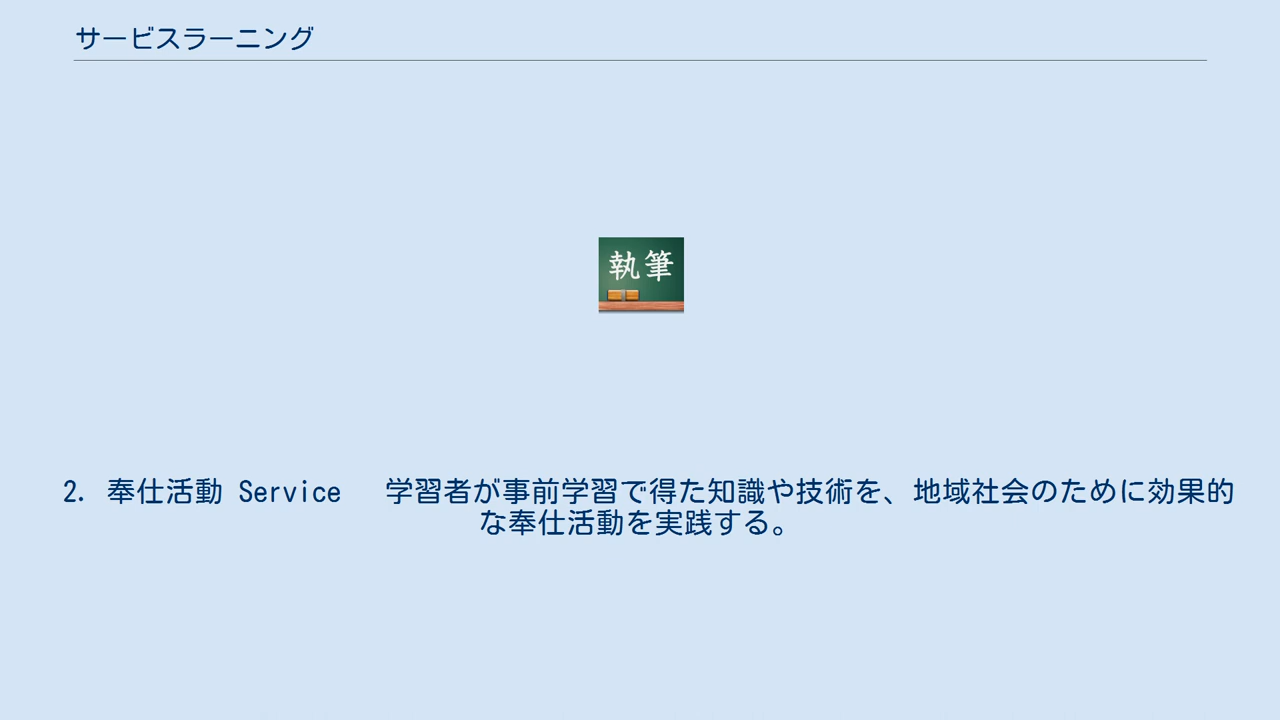 サービスラーニング
執筆
2. 奉仕活動 Service　学習者が事前学習で得た知識や技術を、地域社会のために効果的
な奉仕活動を実践する。